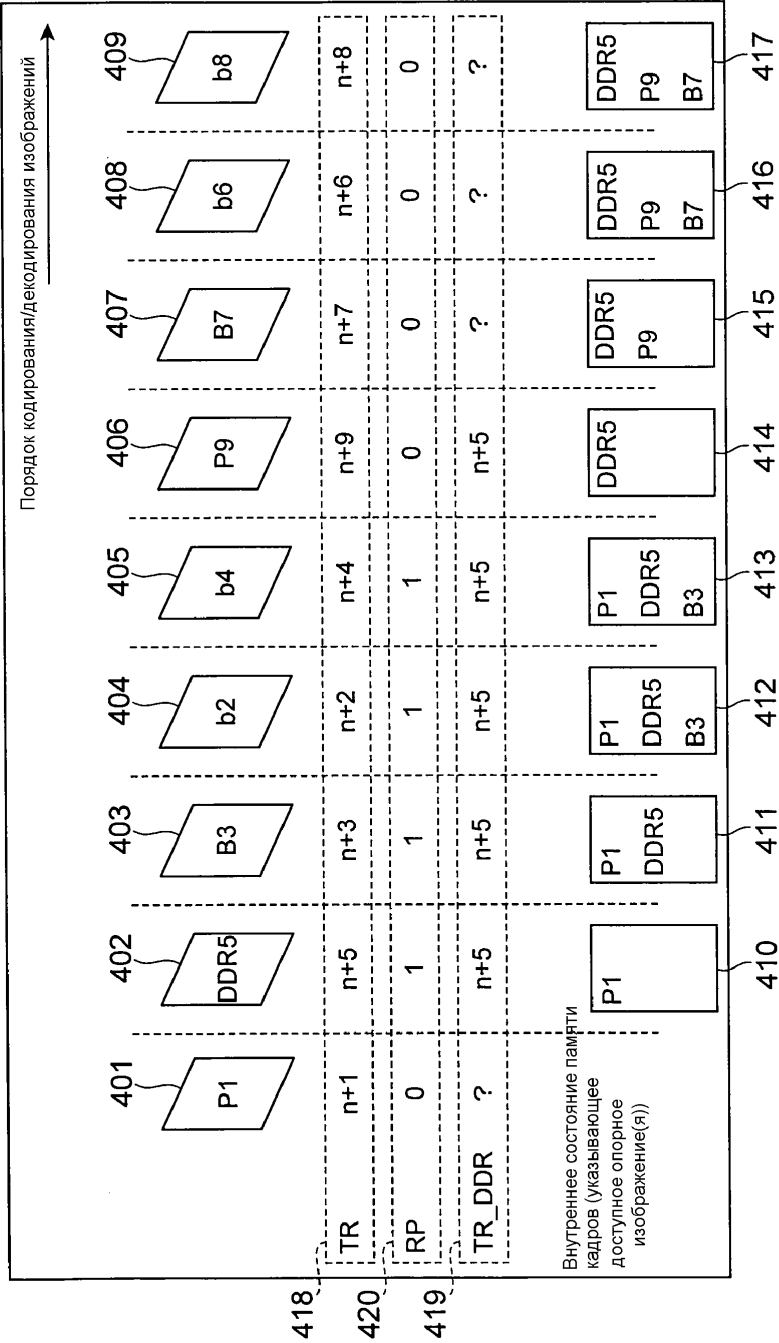 Порядок кодирования/декодирования изображений
401 402 403 404 405 406 407 408 409
P1 DDR5 B3 b2 b4 P9 B7 b6 b8
418 TR n+1 n+5 n+3 n+2 n+4 n+9 n+7 n+6 n+8
420 RP 0 1 1 1 1 0 0 0 0
419 TR_DDR ? n+5 n+5 n+5 n+5 n+5 ? ? ?
Внутреннее состояние памяти
кадров (указывающее
доступное опорное
изображение(я))
P1
P1
DDR5
P1
DDR5
B3
P1
DDR5
B3
DDR5
DDR5
P9
DDR5
P9
B7
DDR5
P9
B7
410 411 412 413 414 415 416 417